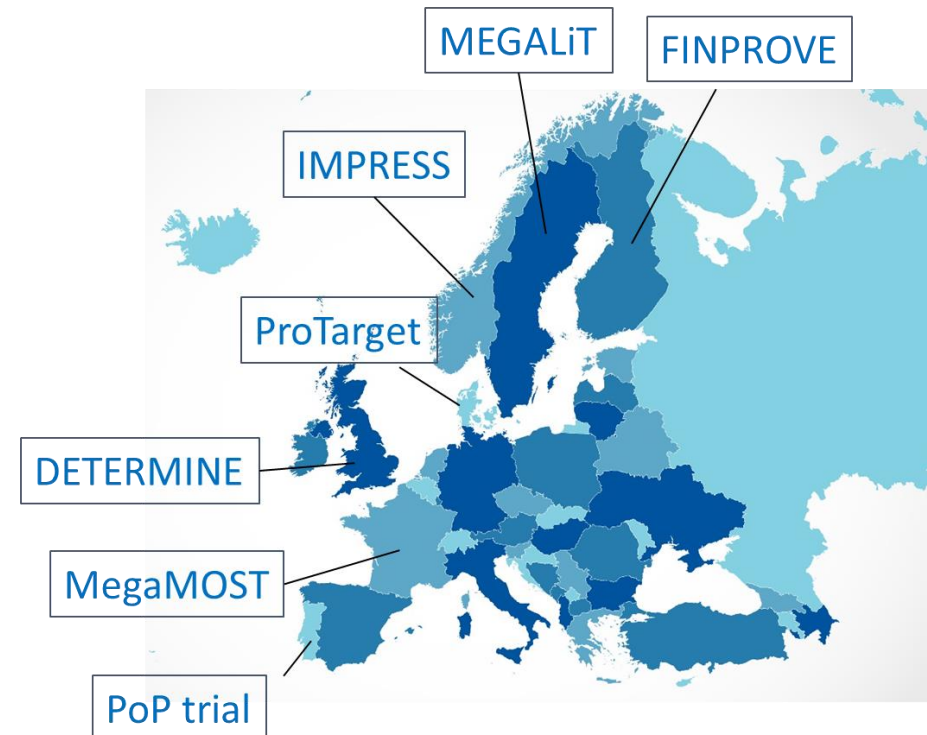 MEGALiT
FINPROVE
IMPRESS
ProTarget
DETERMINE
MegaMOST
PoP trial